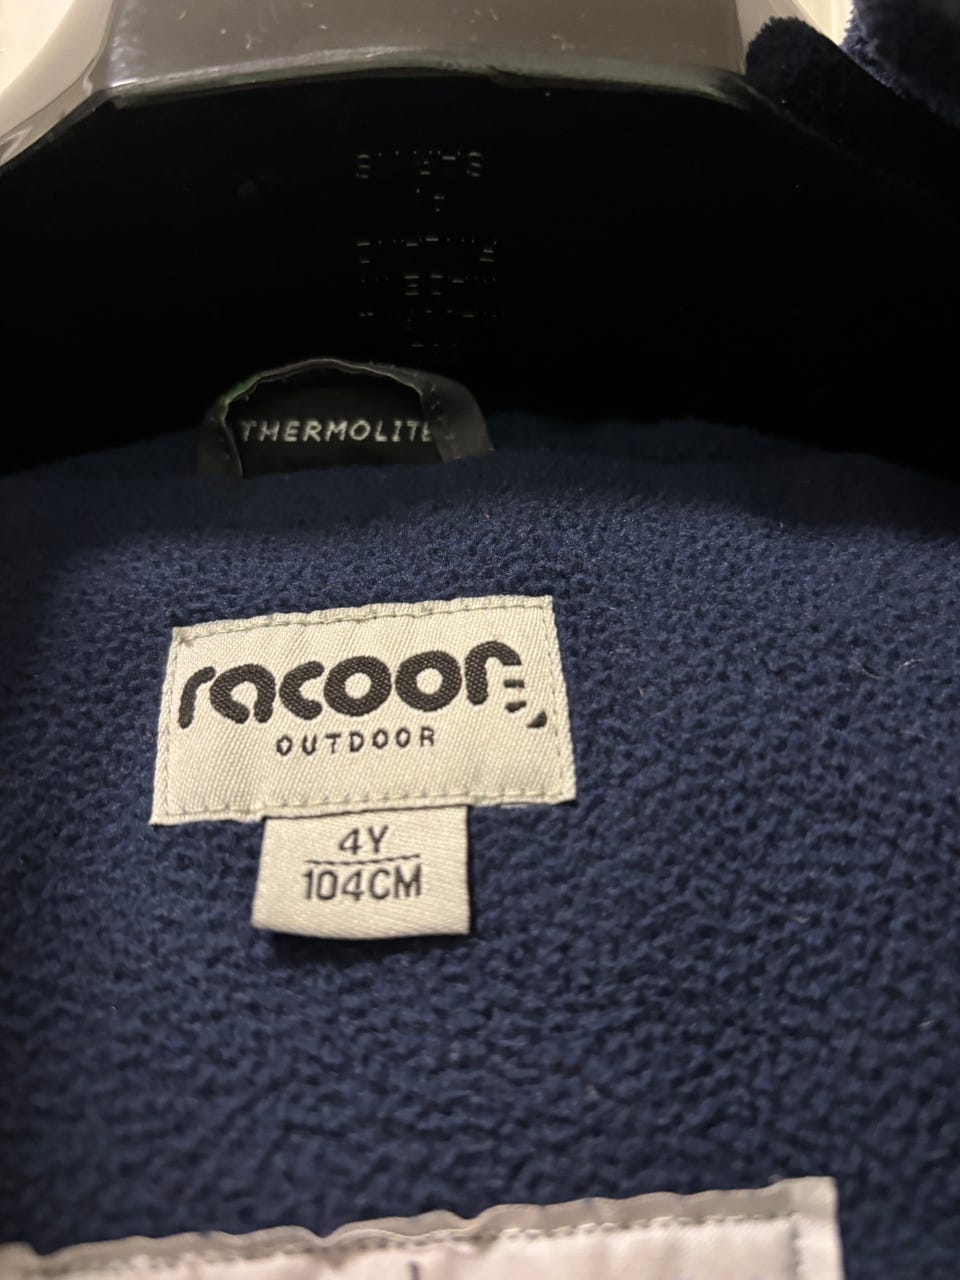 THERMOLITE
racoon
OUTDOOR
4Y
104CM